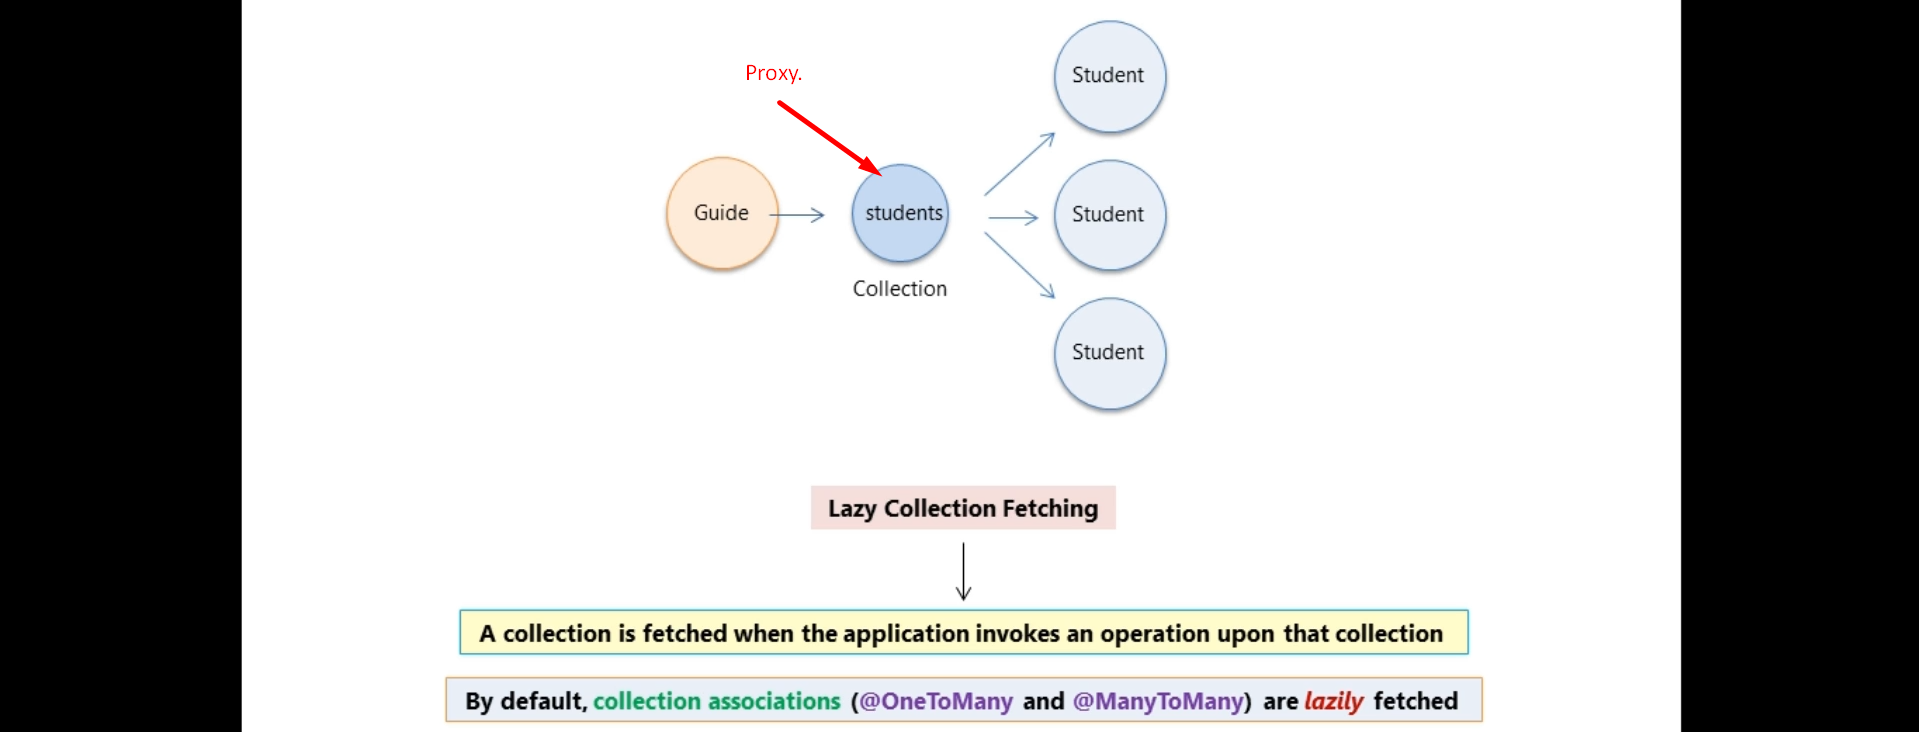 Proxy.
Student
Guide
students
Student
Collection
Student
Lazy Collection Fetching
A collection is fetched when the application invokes an operation upon that collection
By default, collection associations (@OneToMany and @ManyToMany) are lazily fetched